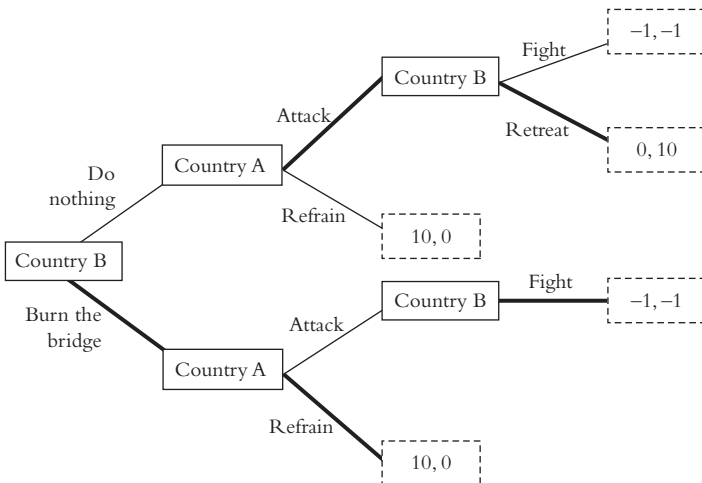 −1, −1
Fight
Country B
Attack
Retreat
0, 10
Country A
Do
nothing
Refrain
10, 0
Country B
Country B
Fight
−1, −1
Burn the
bridge
Attack
Country A
Refrain
10, 0